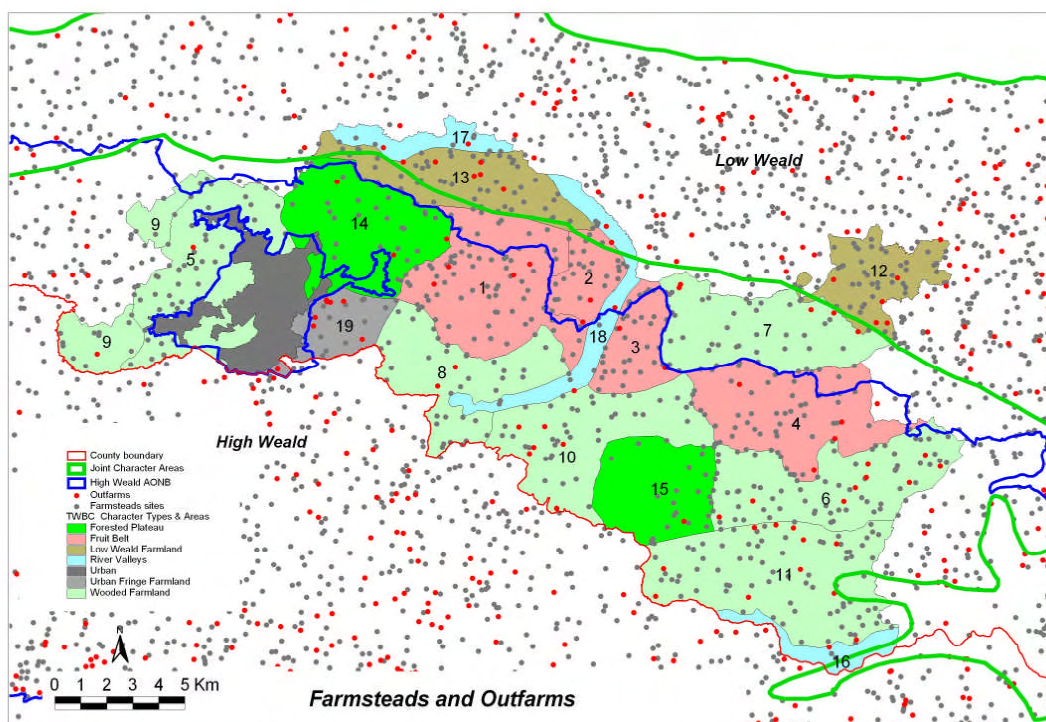 17
Low Weald
13
9
14
12
5
2
1
7
19
18
3
9
8
4
High Weald
10
6
15
County boundary
Joint Character Areas
High Weald AONB
Outfarms
Farmsteads sites
TWBC Character Types & Areas
Forested Plateau
Fruit Belt
Low Weald Farmland
River Valleys
Urban
Urban Fringe Farmland
Wooded Farmland
11
N
16
0 1 2 3 4 5 Km
Farmsteads and Outfarms